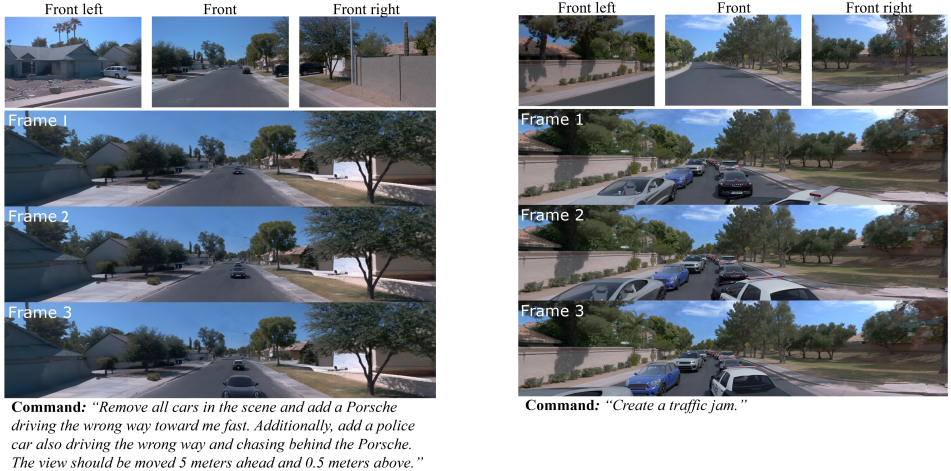 Front left Front Front right
Frame 1
Frame 2
Frame 3
Command: “Remove all cars in the scene and add a Porsche
driving the wrong way toward me fast. Additionally, add a police
car also driving the wrong way and chasing behind the Porsche.
The view should be moved 5 meters ahead and 0.5 meters above.”
Front left Front Front right
Frame 1
Frame 2
Frame 3
Command: “Create a traffic jam.”